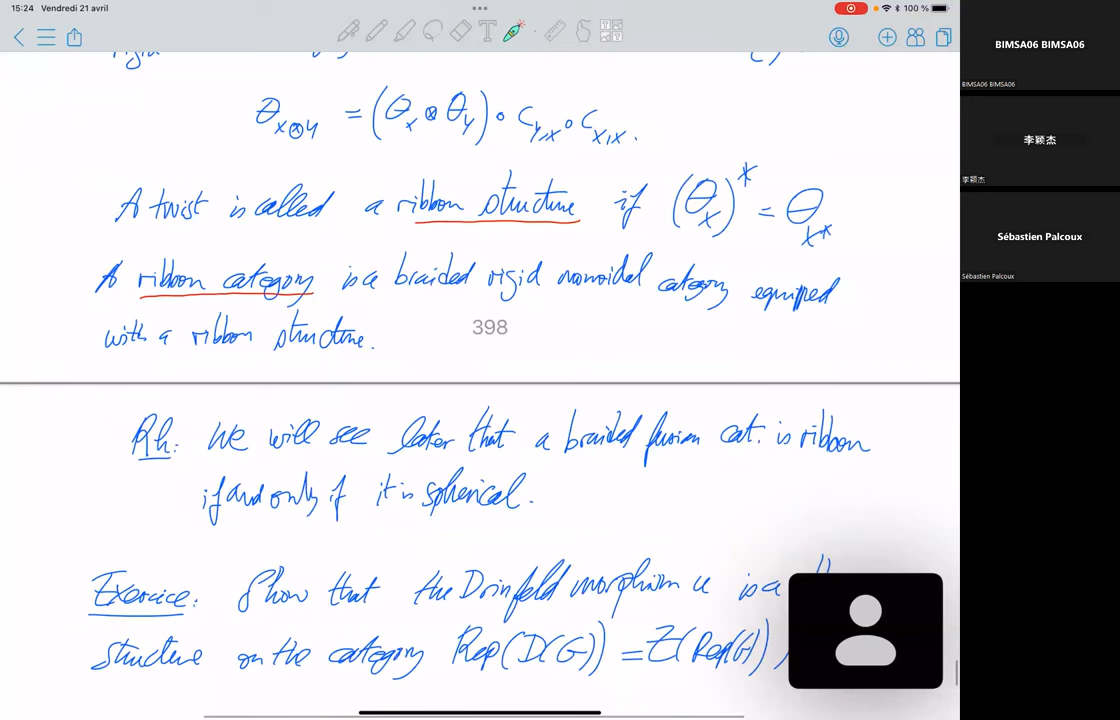 15:24 Vendredi 21 avril
100 %
BIMSA06 BIMSA06
BIMSA06 BIMSA06
rigid
θ_{X⊗Y} = (θ_X ⊗ θ_Y) ∘ c_{Y,X} ∘ c_{X,X}.
李颖杰
李颖杰
A twist is called a ribbon structure if (θ_X)^* = θ_{X^*}
Sébastien Palcoux
Sébastien Palcoux
A ribbon category is a braided rigid monoidal category equipped
with a ribbon structure.
398
Rk: We will see later that a braided fusion cat. is ribbon
if and only if it is spherical.
Exercice: Show that the Drinfeld morphism u is a
structure on the category Rep(D(G)) = Z(Rep(G)),